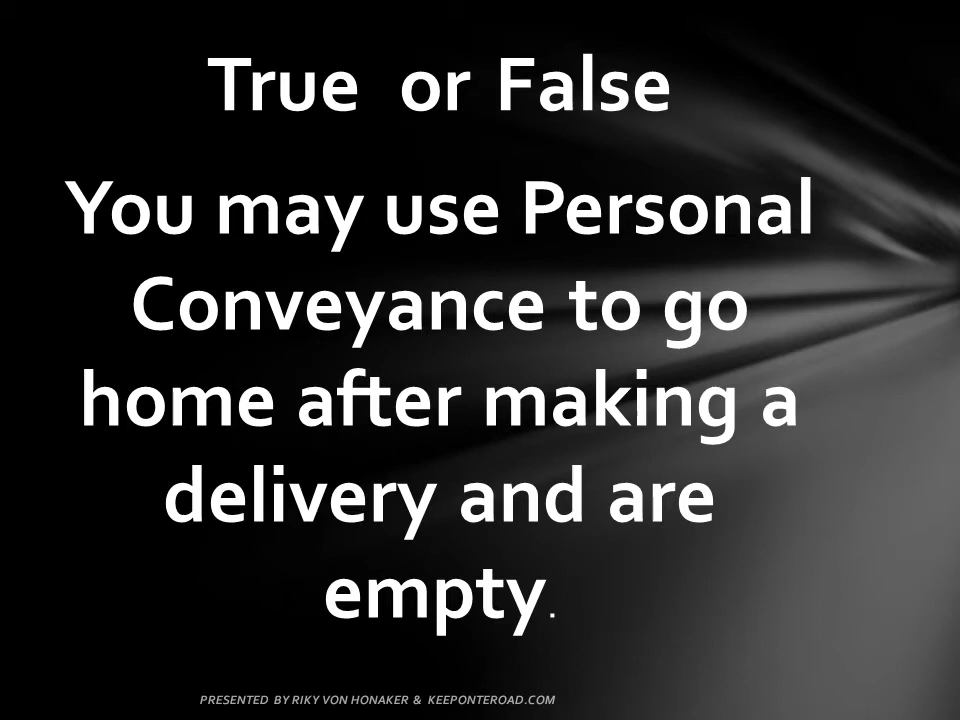 True or False
You may use Personal
Conveyance to go
home after making a
delivery and are
empty.
PRESENTED BY RIKY VON HONAKER & KEEPONTEROAD.COM